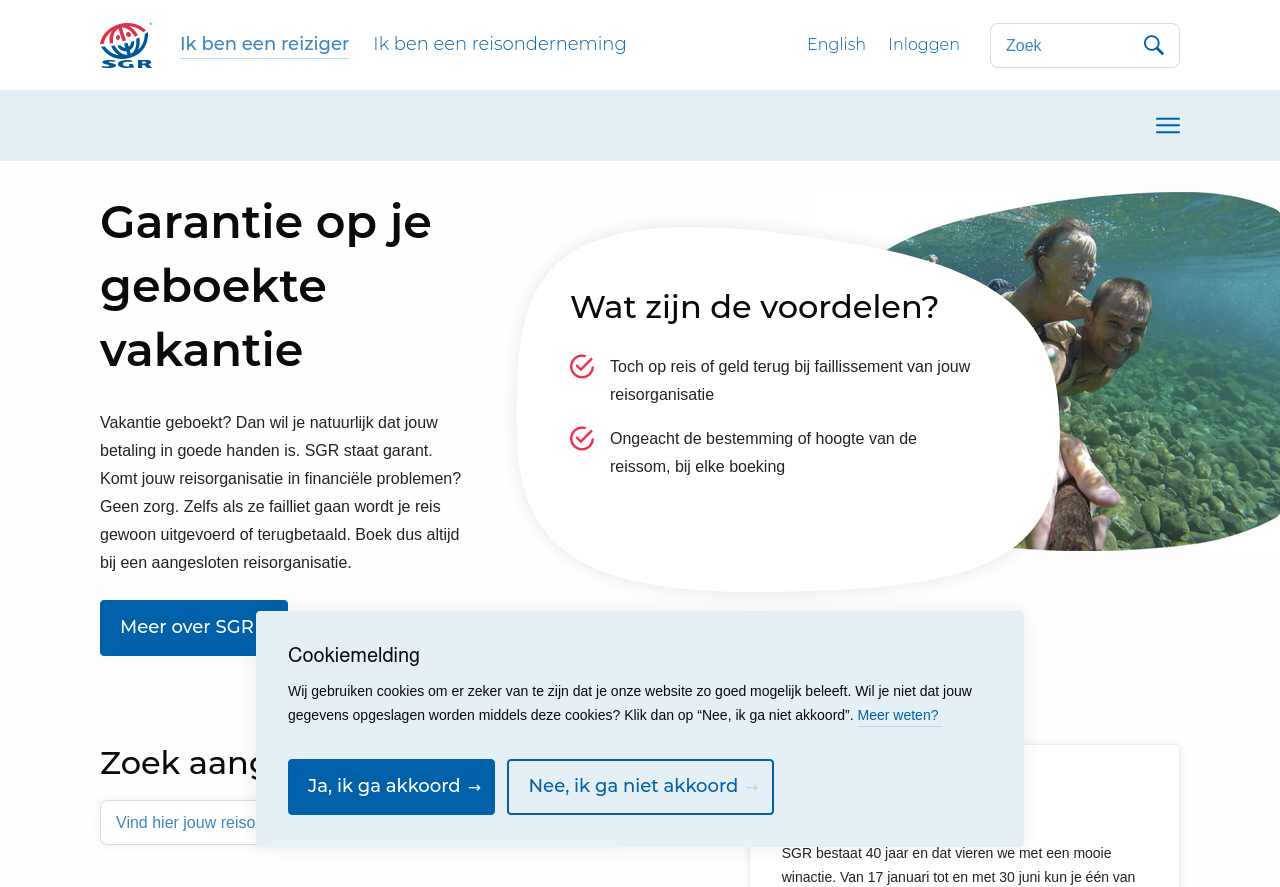 SGR
Ik ben een reiziger
Ik ben een reisonderneming
English
Inloggen
Zoek
Garantie op je
geboekte
vakantie
Vakantie geboekt? Dan wil je natuurlijk dat jouw
betaling in goede handen is. SGR staat garant.
Komt jouw reisorganisatie in financiële problemen?
Geen zorg. Zelfs als ze failliet gaan wordt je reis
gewoon uitgevoerd of terugbetaald. Boek dus altijd
bij een aangesloten reisorganisatie.
Meer over SGR
Wat zijn de voordelen?
Toch op reis of geld terug bij faillissement van jouw
reisorganisatie
Ongeacht de bestemming of hoogte van de
reissom, bij elke boeking
Cookiemelding
Wij gebruiken cookies om er zeker van te zijn dat je onze website zo goed mogelijk beleeft. Wil je niet dat jouw
gegevens opgeslagen worden middels deze cookies? Klik dan op “Nee, ik ga niet akkoord”. Meer weten?
Ja, ik ga akkoord →
Nee, ik ga niet akkoord →
Zoek
Vind hier jouw
SGR bestaat 40 jaar en dat vieren we met een mooie
winactie. Van 17 januari tot en met 30 juni kun je één van